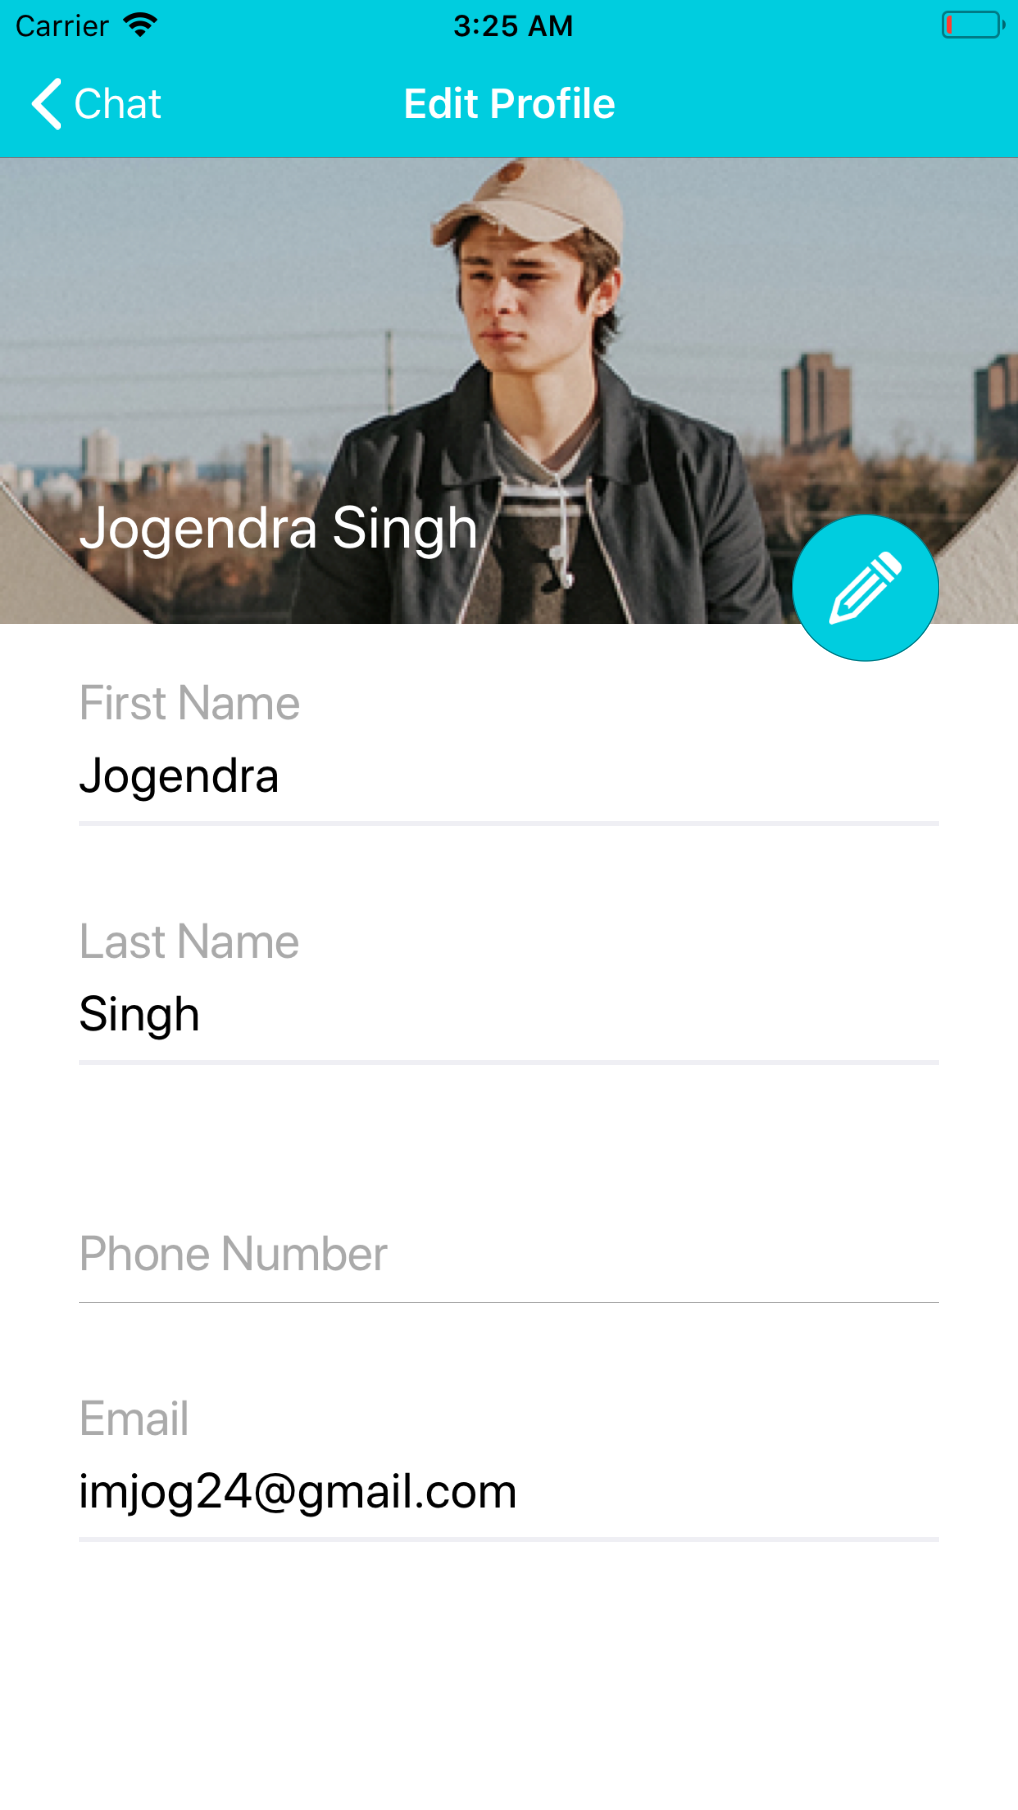 Carrier 3:25 AM
Chat Edit Profile
Jogendra Singh
First Name
Jogendra
Last Name
Singh
Phone Number
Email
imjog24@gmail.com